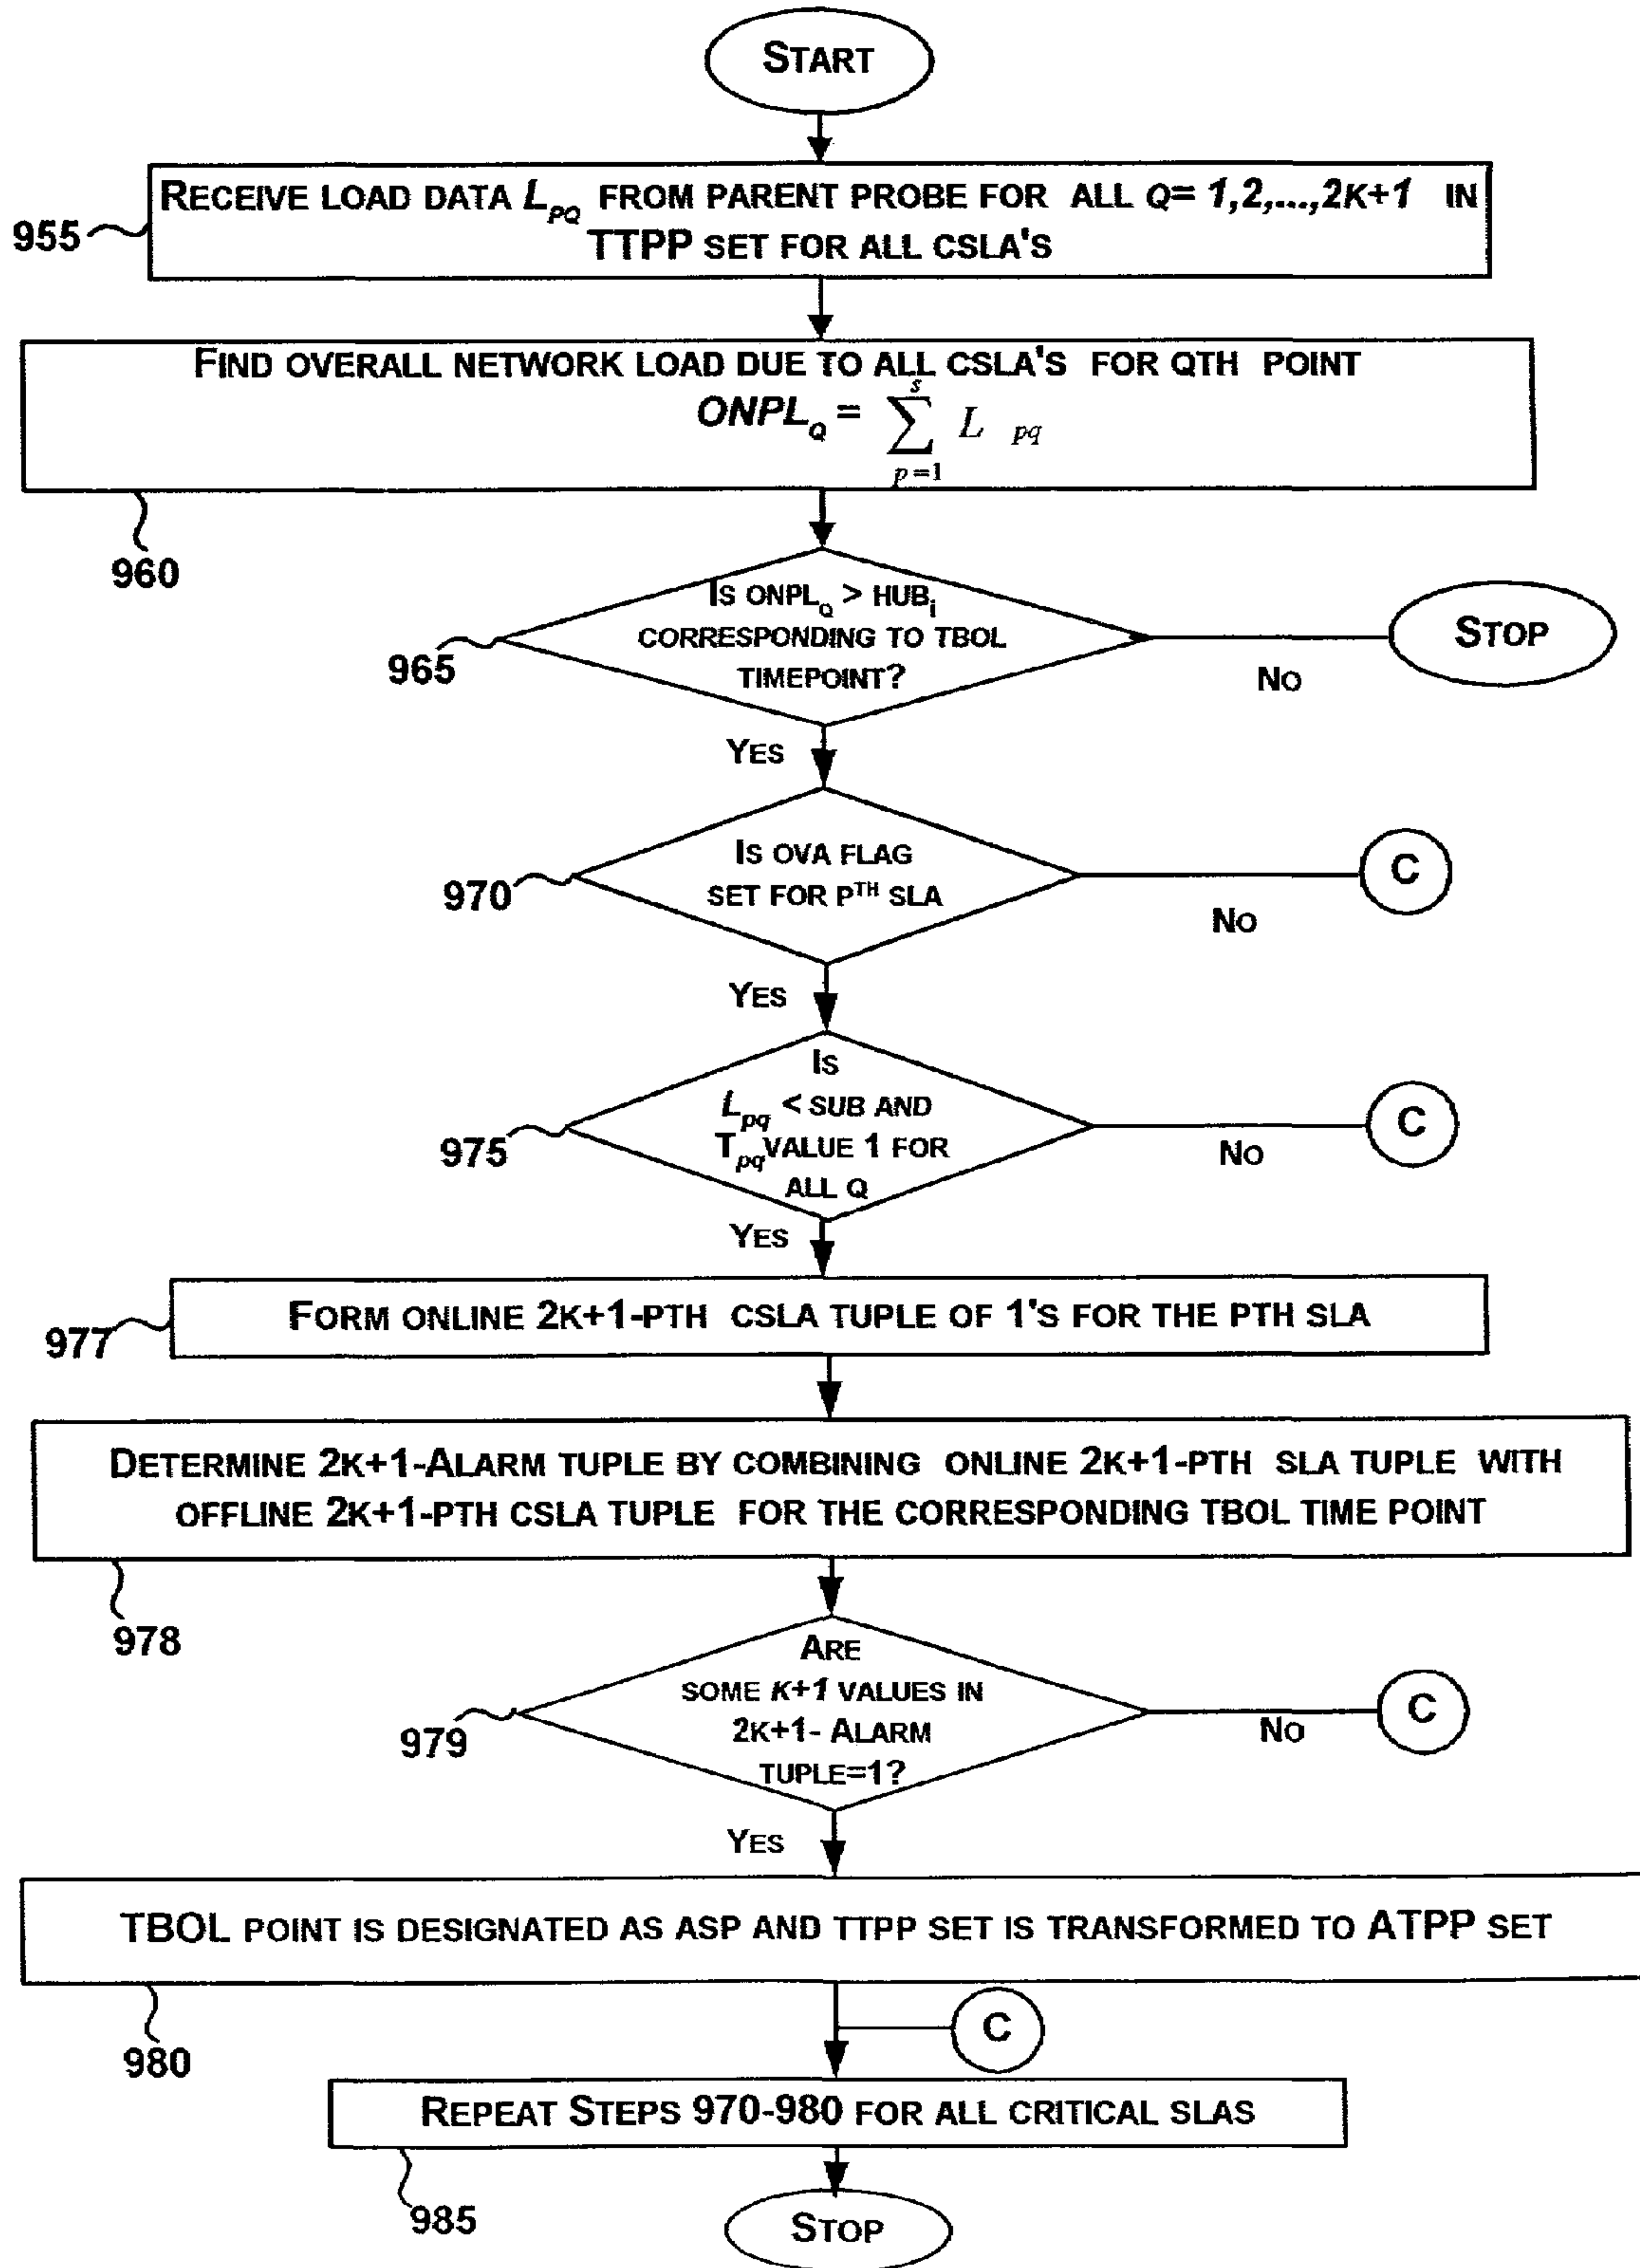 START
RECEIVE LOAD DATA L_PQ FROM PARENT PROBE FOR ALL Q= 1,2,...,2K+1 IN
TTPP SET FOR ALL CSLA'S
955
FIND OVERALL NETWORK LOAD DUE TO ALL CSLA'S FOR QTH POINT
ONPL_Q = \sum_{p=1}^{s} L_{pq}
960
IS ONPL_Q > HUB_i
CORRESPONDING TO TBOL
TIMEPOINT?
965
NO
STOP
YES
IS OVA FLAG
SET FOR P^TH SLA
970
NO
C
YES
IS
L_pq < SUB AND
T_pq VALUE 1 FOR
ALL Q
975
NO
C
YES
FORM ONLINE 2K+1-PTH CSLA TUPLE OF 1'S FOR THE PTH SLA
977
DETERMINE 2K+1-ALARM TUPLE BY COMBINING ONLINE 2K+1-PTH SLA TUPLE WITH
OFFLINE 2K+1-PTH CSLA TUPLE FOR THE CORRESPONDING TBOL TIME POINT
978
ARE
SOME K+1 VALUES IN
2K+1- ALARM
TUPLE=1?
979
NO
C
YES
TBOL POINT IS DESIGNATED AS ASP AND TTPP SET IS TRANSFORMED TO ATPP SET
980
C
REPEAT STEPS 970-980 FOR ALL CRITICAL SLAS
985
STOP